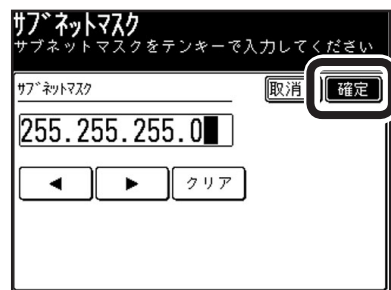 サブネットマスク
サブネットマスクをテンキーで入力してください
サブネットマスク
取消
確定
255.255.255.0
◀
▶
クリア